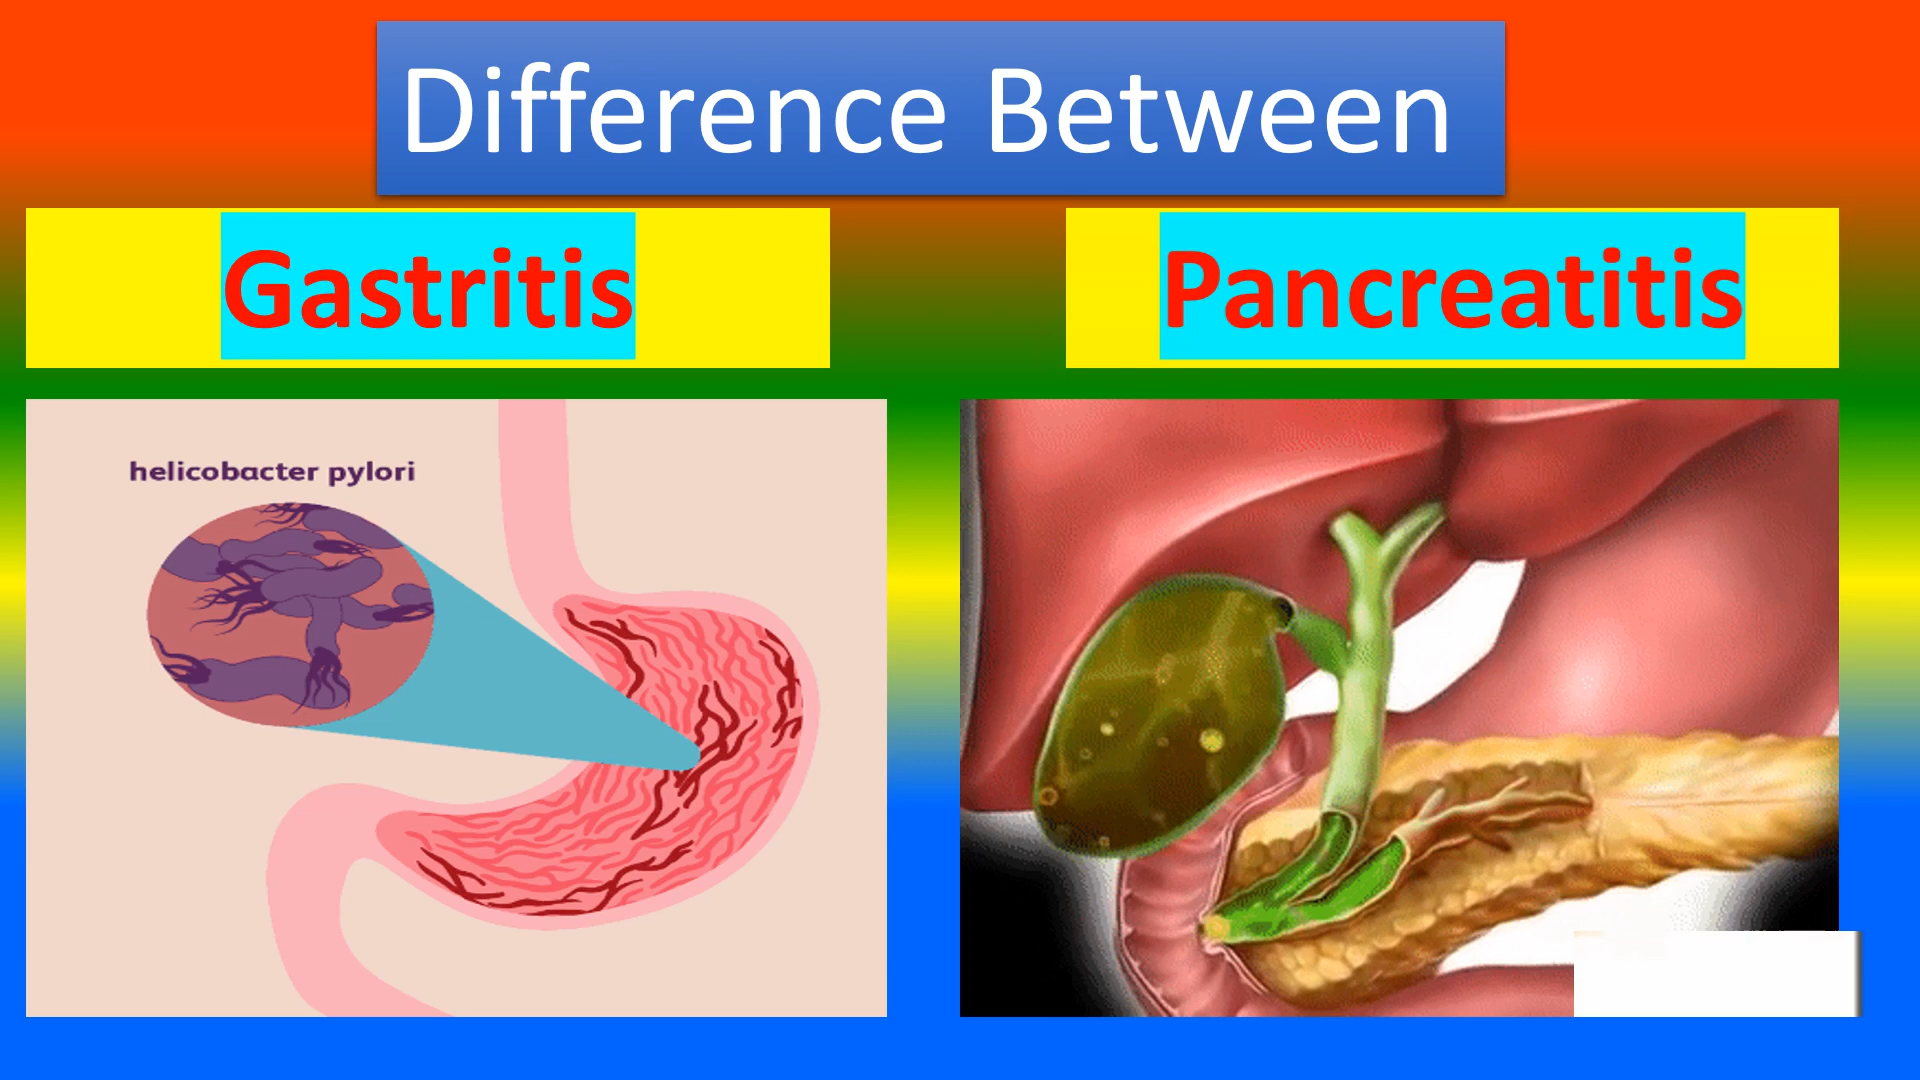 Difference Between
Gastritis
Pancreatitis
helicobacter pylori